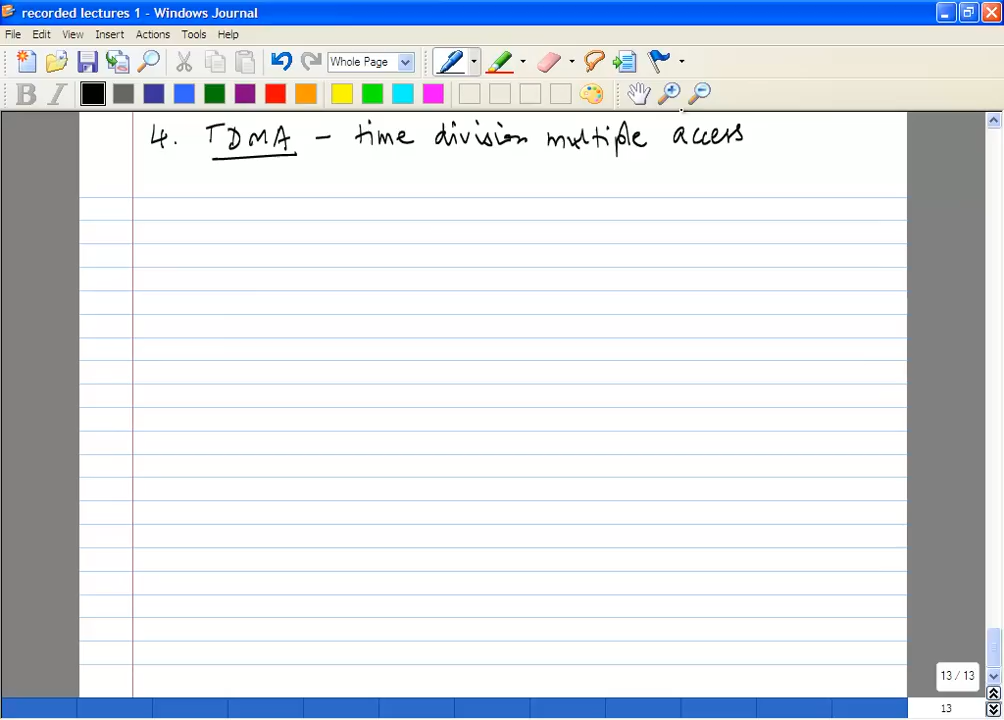 recorded lectures 1 - Windows Journal
File Edit View Insert Actions Tools Help
Whole Page
B I
4. TDMA - time division multiple access
13 / 13
13